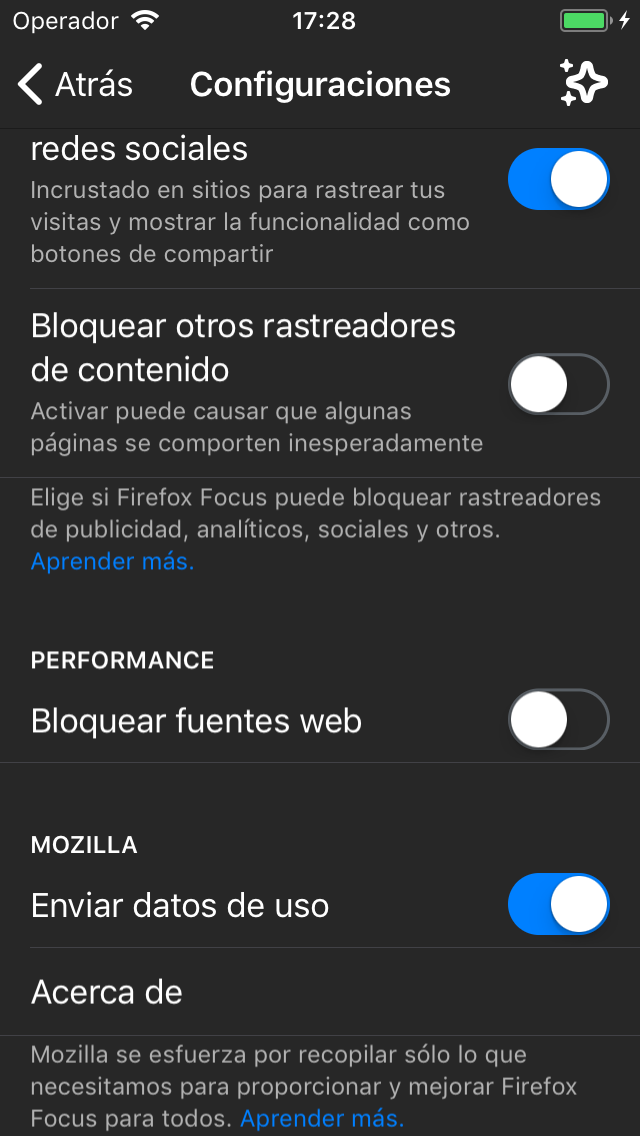 Operador
17:28
Atrás
Configuraciones
redes sociales
Incrustado en sitios para rastrear tus
visitas y mostrar la funcionalidad como
botones de compartir
Bloquear otros rastreadores
de contenido
Activar puede causar que algunas
páginas se comporten inesperadamente
Elige si Firefox Focus puede bloquear rastreadores
de publicidad, analíticos, sociales y otros.
Aprender más.
PERFORMANCE
Bloquear fuentes web
MOZILLA
Enviar datos de uso
Acerca de
Mozilla se esfuerza por recopilar sólo lo que
necesitamos para proporcionar y mejorar Firefox
Focus para todos. Aprender más.